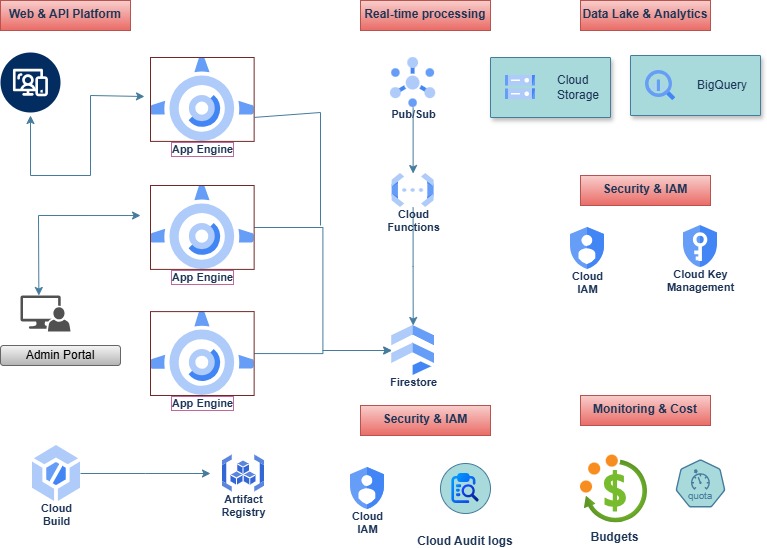 Web & API Platform
Real-time processing
Data Lake & Analytics
App Engine
Pub/Sub
Cloud
Storage
BigQuery
Cloud
Functions
Security & IAM
App Engine
Cloud
IAM
Cloud Key
Management
Admin Portal
App Engine
Firestore
Security & IAM
Monitoring & Cost
Cloud
Build
Artifact
Registry
Cloud
IAM
Cloud Audit logs
Budgets
$
quota